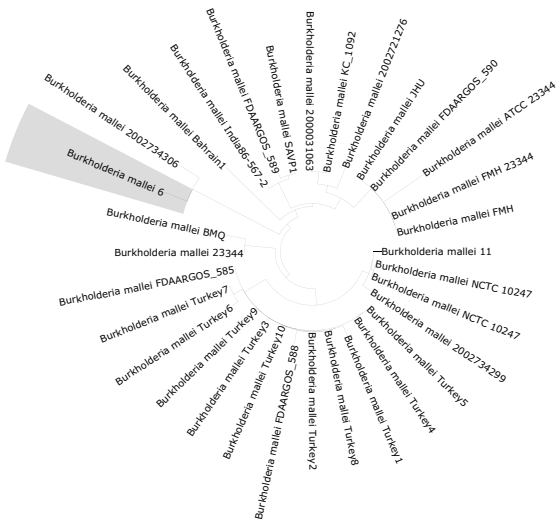 Burkholderia mallei 6
Burkholderia mallei 2002734306
Burkholderia mallei Bahrain1
Burkholderia mallei India86-567-2
Burkholderia mallei FDAARGOS_589
Burkholderia mallei SAVP1
Burkholderia mallei 2000031063
Burkholderia mallei KC_1092
Burkholderia mallei 2002721276
Burkholderia mallei JHU
Burkholderia mallei FDAARGOS_590
Burkholderia mallei ATCC 23344
Burkholderia mallei FMH 23344
Burkholderia mallei FMH
Burkholderia mallei 11
Burkholderia mallei NCTC 10247
Burkholderia mallei NCTC 10247
Burkholderia mallei 2002734299
Burkholderia mallei Turkey5
Burkholderia mallei Turkey4
Burkholderia mallei Turkey1
Burkholderia mallei Turkey8
Burkholderia mallei Turkey2
Burkholderia mallei FDAARGOS_588
Burkholderia mallei Turkey10
Burkholderia mallei Turkey3
Burkholderia mallei Turkey9
Burkholderia mallei Turkey6
Burkholderia mallei Turkey7
Burkholderia mallei FDAARGOS_585
Burkholderia mallei 23344
Burkholderia mallei BMQ